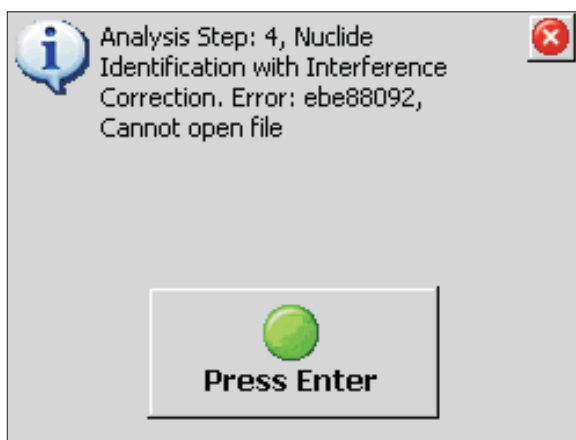 Analysis Step: 4, Nuclide
Identification with Interference
Correction. Error: ebe88092,
Cannot open file
Press Enter